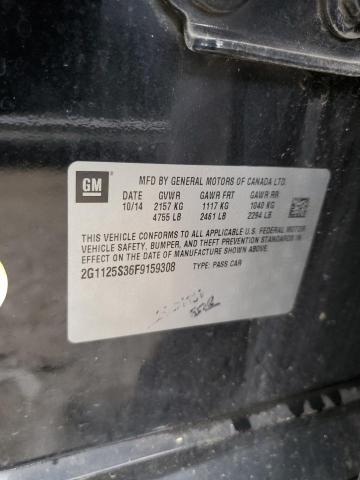 GM
MFD BY GENERAL MOTORS OF CANADA LTD.
DATE GVWR GAWR FRT GAWR RR
10/14 2157 KG 1117 KG 1040 KG
4755 LB 2461 LB 2294 LB
THIS VEHICLE CONFORMS TO ALL APPLICABLE U.S. FEDERAL MOTOR
VEHICLE SAFETY, BUMPER, AND THEFT PREVENTION STANDARDS IN
EFFECT ON THE DATE OF MANUFACTURE SHOWN ABOVE.
2G1125S36F9159308 TYPE: PASS CAR